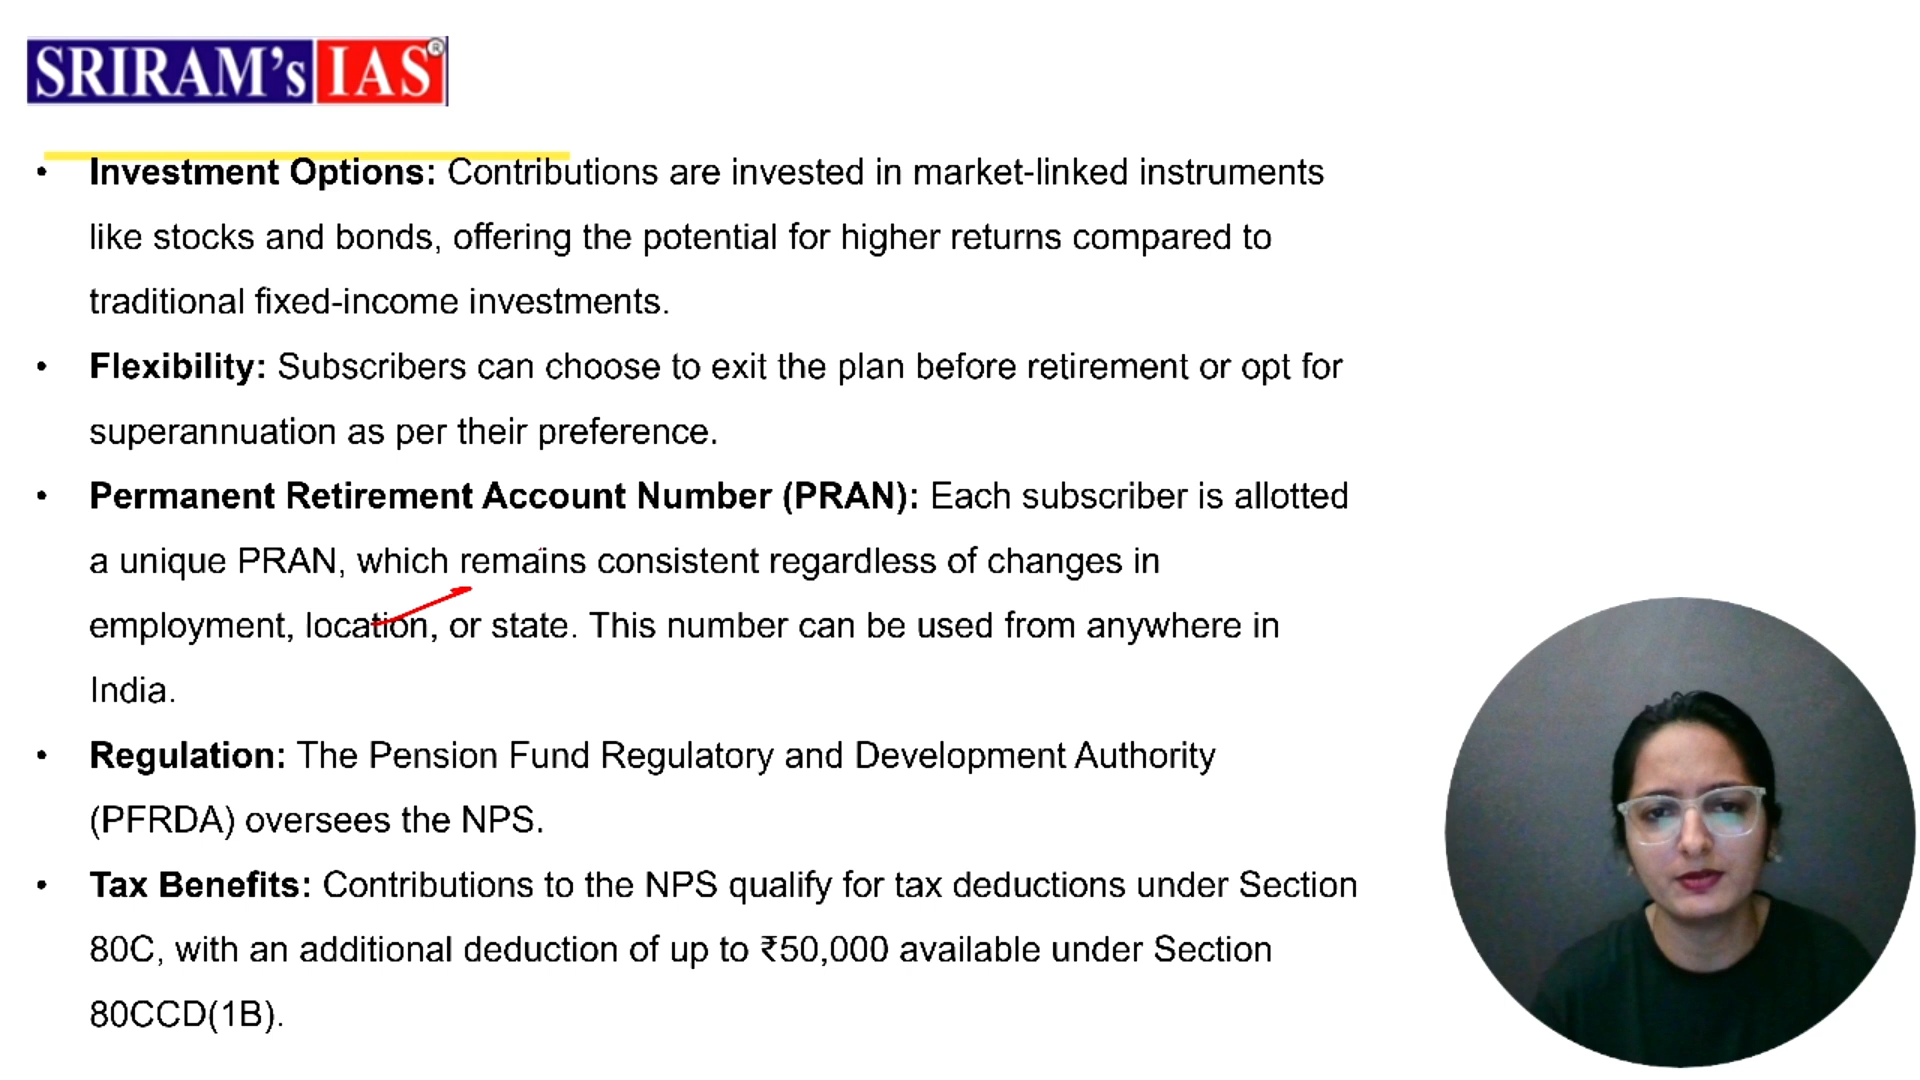 SRIRAM's IAS®
• Investment Options: Contributions are invested in market-linked instruments
like stocks and bonds, offering the potential for higher returns compared to
traditional fixed-income investments.
• Flexibility: Subscribers can choose to exit the plan before retirement or opt for
superannuation as per their preference.
• Permanent Retirement Account Number (PRAN): Each subscriber is allotted
a unique PRAN, which remains consistent regardless of changes in
employment, location, or state. This number can be used from anywhere in
India.
• Regulation: The Pension Fund Regulatory and Development Authority
(PFRDA) oversees the NPS.
• Tax Benefits: Contributions to the NPS qualify for tax deductions under Section
80C, with an additional deduction of up to ₹50,000 available under Section
80CCD(1B).